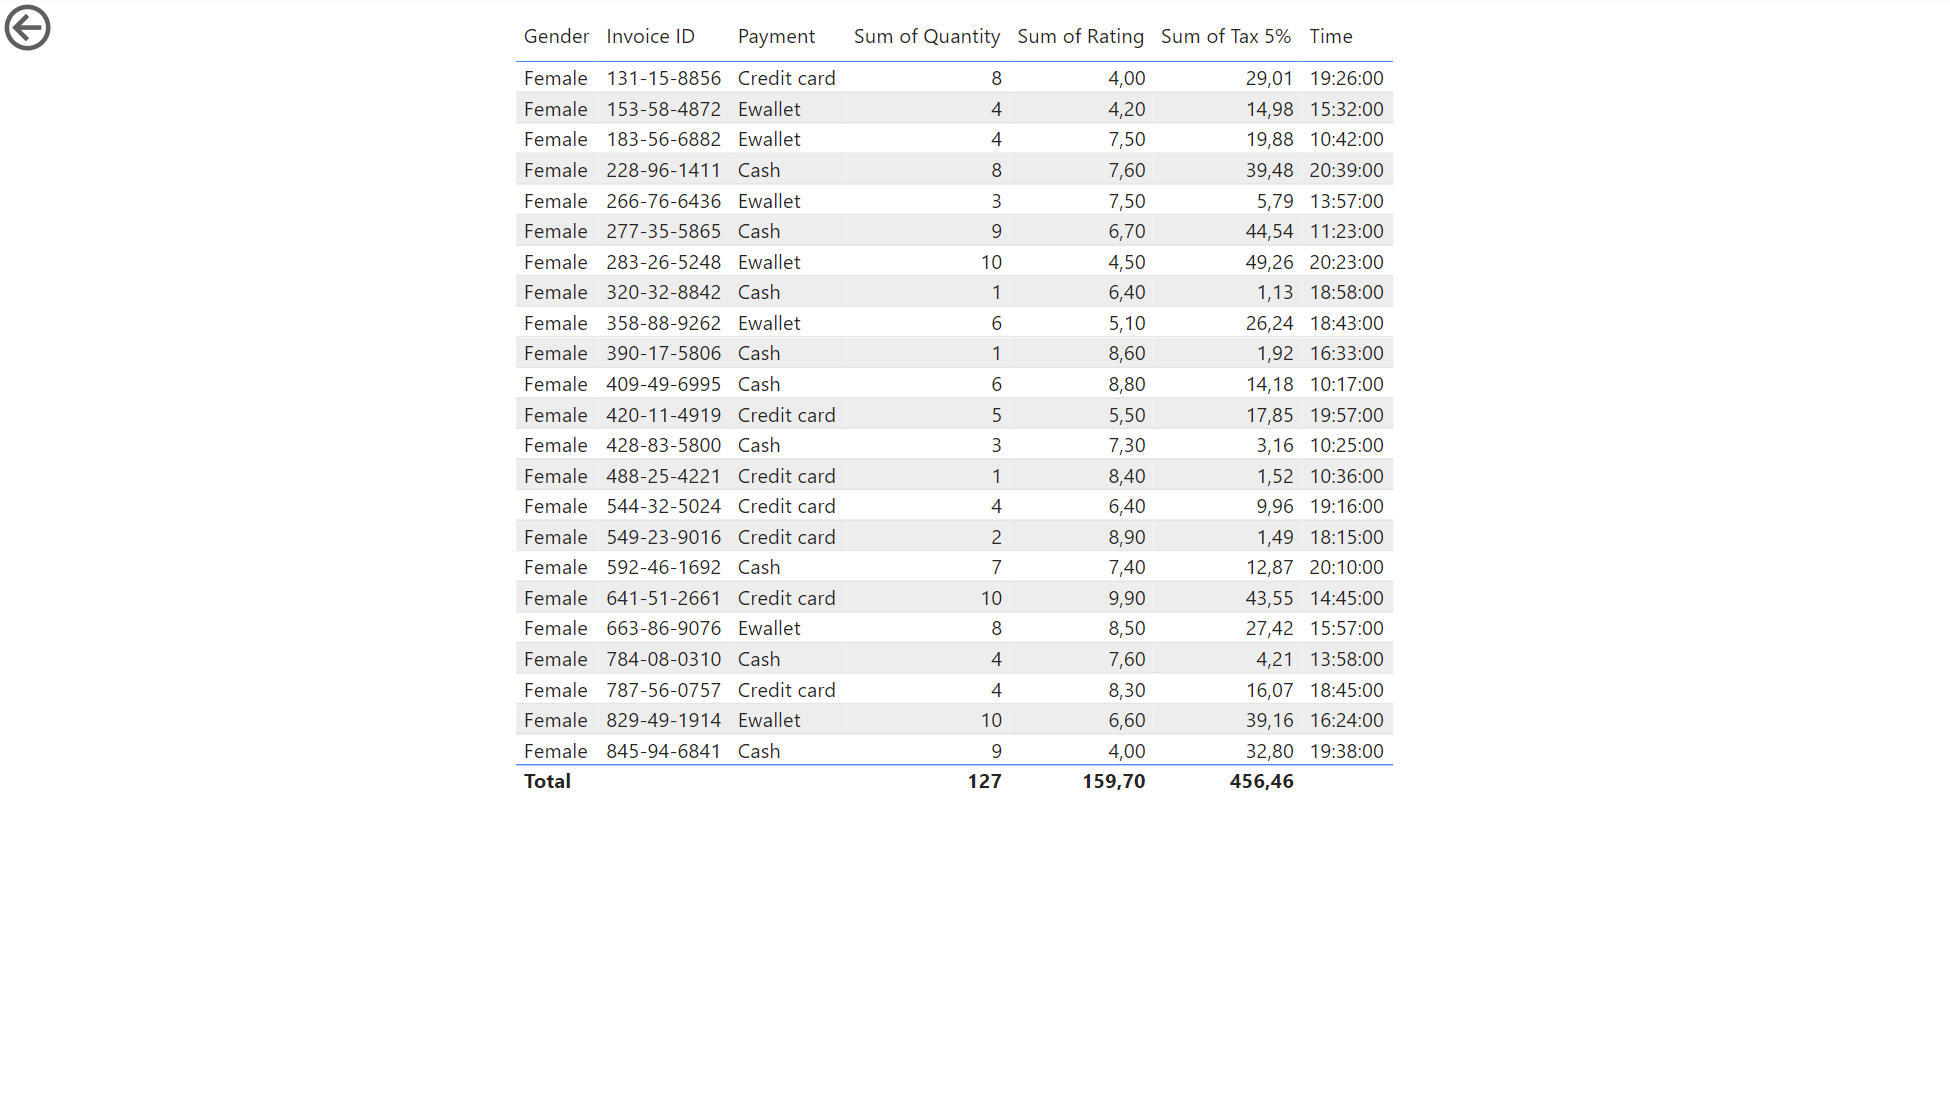 Gender Invoice ID Payment Sum of Quantity Sum of Rating Sum of Tax 5% Time
Female 131-15-8856 Credit card 8 4,00 29,01 19:26:00
Female 153-58-4872 Ewallet 4 4,20 14,98 15:32:00
Female 183-56-6882 Ewallet 4 7,50 19,88 10:42:00
Female 228-96-1411 Cash 8 7,60 39,48 20:39:00
Female 266-76-6436 Ewallet 3 7,50 5,79 13:57:00
Female 277-35-5865 Cash 9 6,70 44,54 11:23:00
Female 283-26-5248 Ewallet 10 4,50 49,26 20:23:00
Female 320-32-8842 Cash 1 6,40 1,13 18:58:00
Female 358-88-9262 Ewallet 6 5,10 26,24 18:43:00
Female 390-17-5806 Cash 1 8,60 1,92 16:33:00
Female 409-49-6995 Cash 6 8,80 14,18 10:17:00
Female 420-11-4919 Credit card 5 5,50 17,85 19:57:00
Female 428-83-5800 Cash 3 7,30 3,16 10:25:00
Female 488-25-4221 Credit card 1 8,40 1,52 10:36:00
Female 544-32-5024 Credit card 4 6,40 9,96 19:16:00
Female 549-23-9016 Credit card 2 8,90 1,49 18:15:00
Female 592-46-1692 Cash 7 7,40 12,87 20:10:00
Female 641-51-2661 Credit card 10 9,90 43,55 14:45:00
Female 663-86-9076 Ewallet 8 8,50 27,42 15:57:00
Female 784-08-0310 Cash 4 7,60 4,21 13:58:00
Female 787-56-0757 Credit card 4 8,30 16,07 18:45:00
Female 829-49-1914 Ewallet 10 6,60 39,16 16:24:00
Female 845-94-6841 Cash 9 4,00 32,80 19:38:00
Total 127 159,70 456,46